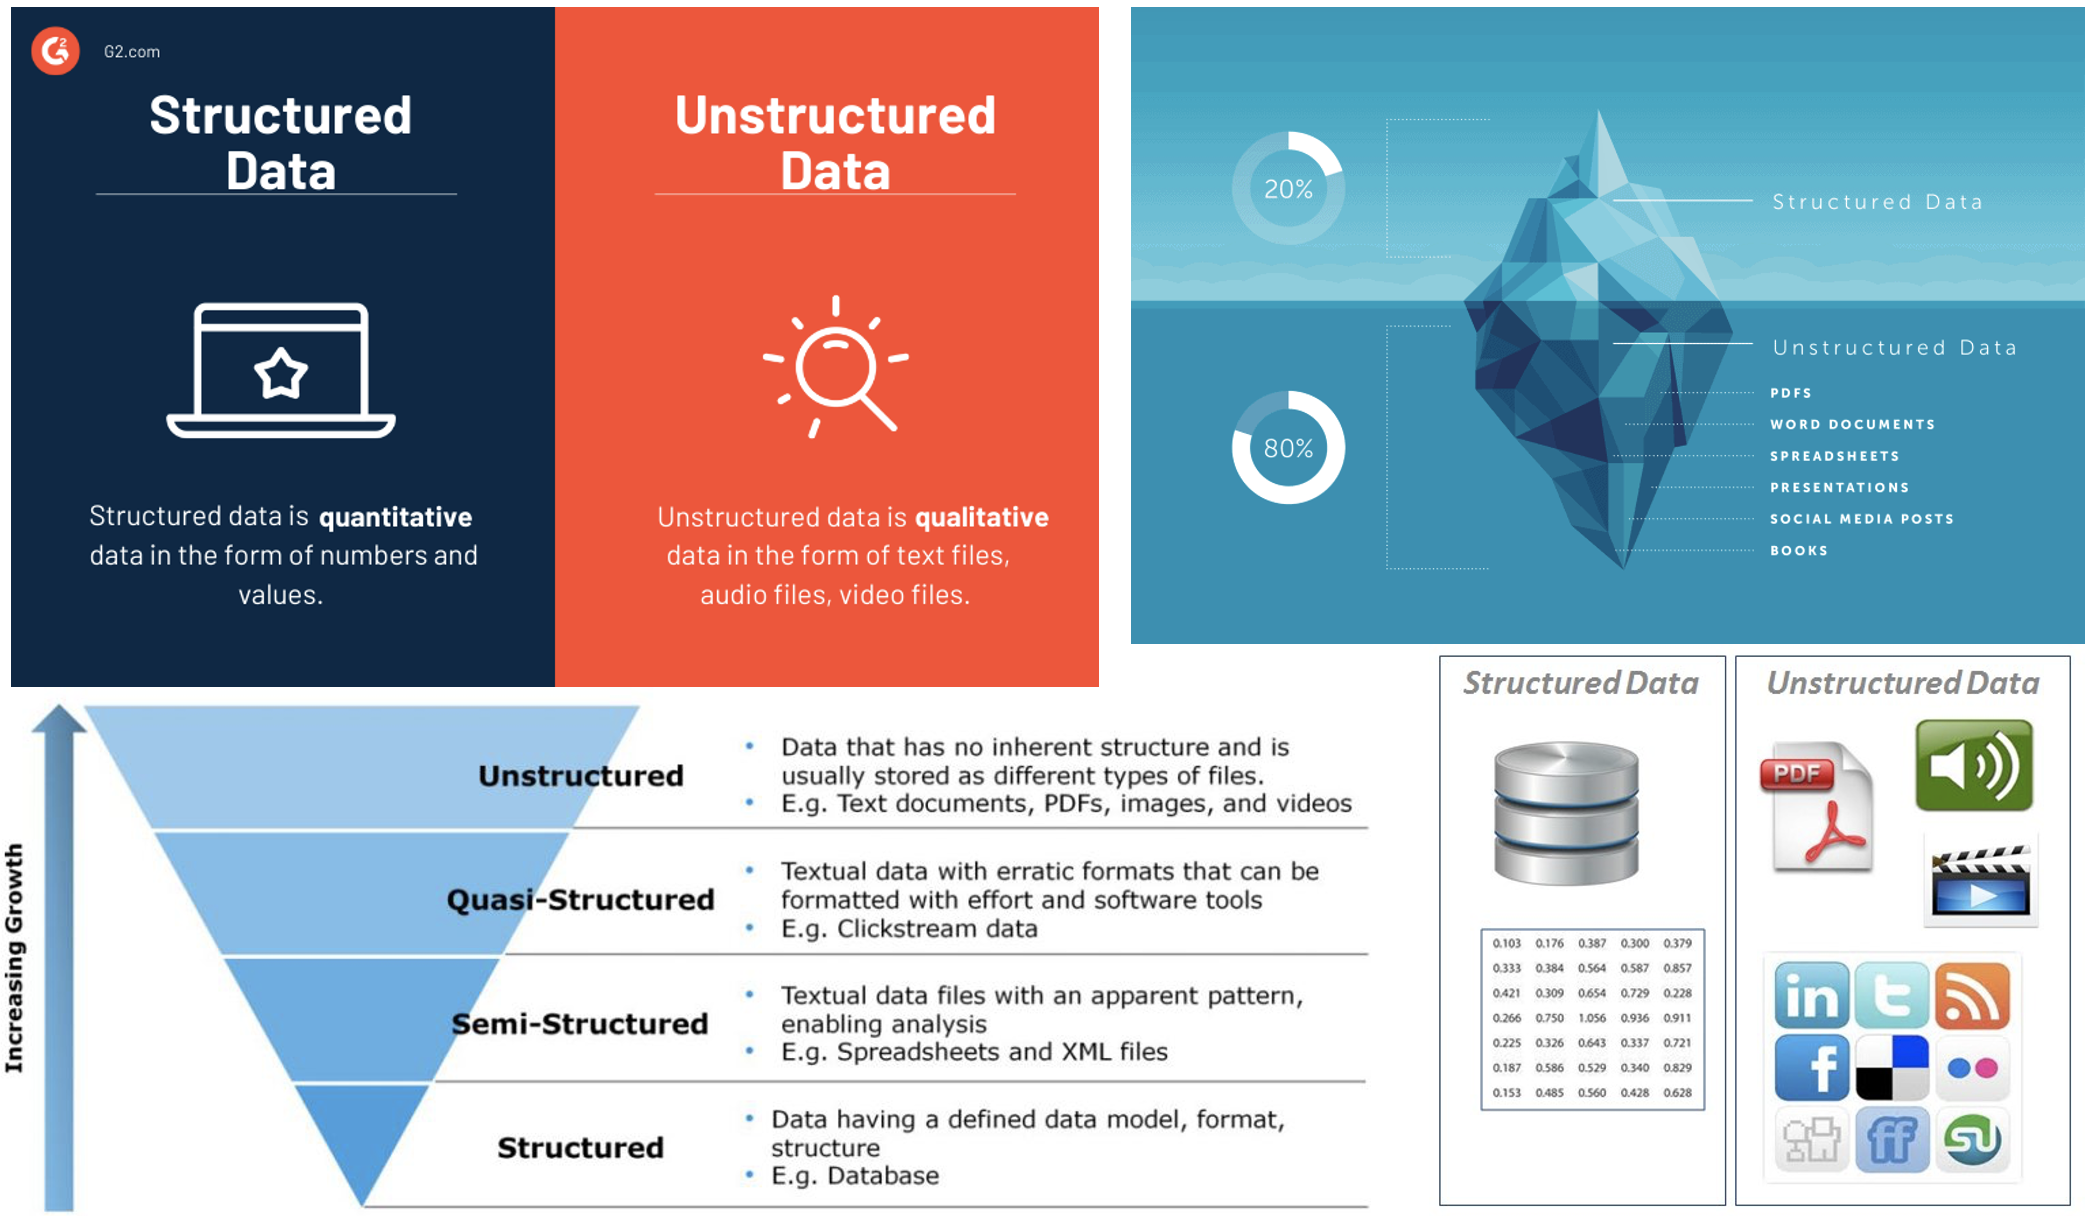 G2
G2.com
Structured
Data
Structured data is quantitative
data in the form of numbers and
values.
Unstructured
Data
Unstructured data is qualitative
data in the form of text files,
audio files, video files.
20%
Structured Data
80%
Unstructured Data
PDFS
WORD DOCUMENTS
SPREADSHEETS
PRESENTATIONS
SOCIAL MEDIA POSTS
BOOKS
Increasing Growth
Unstructured
• Data that has no inherent structure and is
usually stored as different types of files.
• E.g. Text documents, PDFs, images, and videos
Quasi-Structured
• Textual data with erratic formats that can be
formatted with effort and software tools
• E.g. Clickstream data
Semi-Structured
• Textual data files with an apparent pattern,
enabling analysis
• E.g. Spreadsheets and XML files
Structured
• Data having a defined data model, format,
structure
• E.g. Database
Structured Data
0.103 0.176 0.387 0.300 0.379
0.333 0.384 0.564 0.587 0.857
0.421 0.309 0.654 0.729 0.228
0.266 0.750 1.056 0.936 0.911
0.225 0.326 0.643 0.337 0.721
0.187 0.586 0.529 0.340 0.829
0.153 0.485 0.560 0.428 0.628
Unstructured Data
PDF
in t
f
ff SU